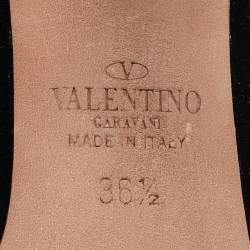 V
VALENTINO
GARAVANI
MADE IN ITALY
36½